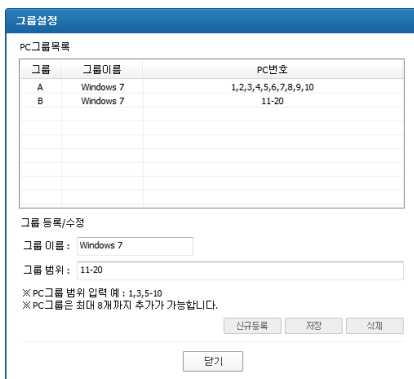 그룹설정
PC그룹목록
그룹 그룹이름 PC번호
A Windows 7 1,2,3,4,5,6,7,8,9,10
B Windows 7 11-20
그룹 등록/수정
그룹 이름 : Windows 7
그룹 범위 : 11-20
※ PC그룹 범위 입력 예 : 1,3,5-10
※ PC그룹은 최대 8개까지 추가가 가능합니다.
신규등록 저장 삭제
닫기